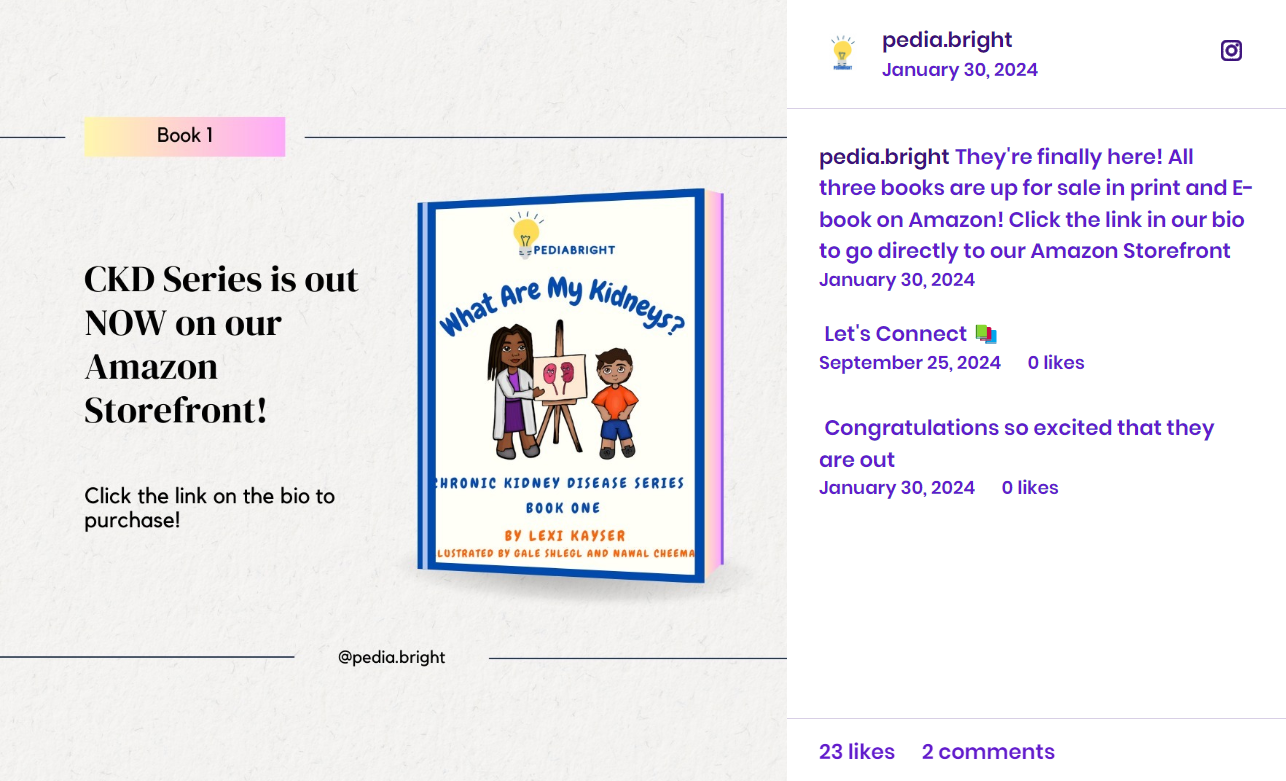 Book 1
CKD Series is out
NOW on our
Amazon
Storefront!
Click the link on the bio to
purchase!
PEDIABRIGHT
What Are My Kidneys?
HRONIC KIDNEY DISEASE SERIES
BOOK ONE
BY LEXI KAYSER
LUSTRATED BY GALE SHLEGL AND NAWAL CHEEMA
@pedia.bright
pedia.bright
January 30, 2024
pedia.bright They're finally here! All
three books are up for sale in print and E-
book on Amazon! Click the link in our bio
to go directly to our Amazon Storefront
January 30, 2024
Let's Connect
September 25, 2024 0 likes
Congratulations so excited that they
are out
January 30, 2024 0 likes
23 likes 2 comments